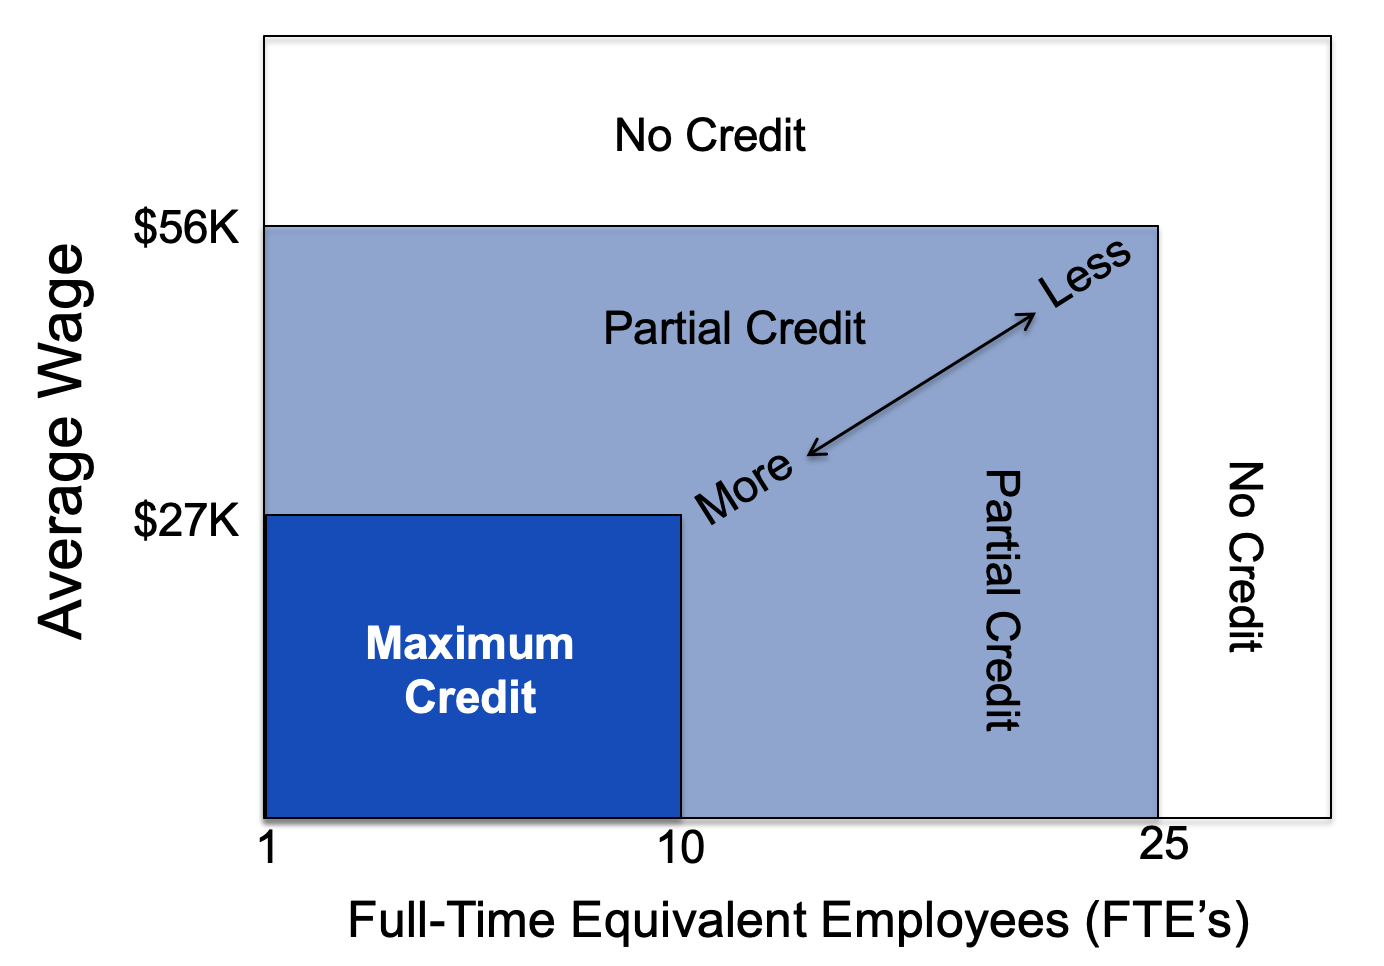 No Credit
$56K
Less
Partial Credit
More
Average Wage
$27K
Partial Credit
No Credit
Maximum
Credit
1
10
25
Full-Time Equivalent Employees (FTE’s)